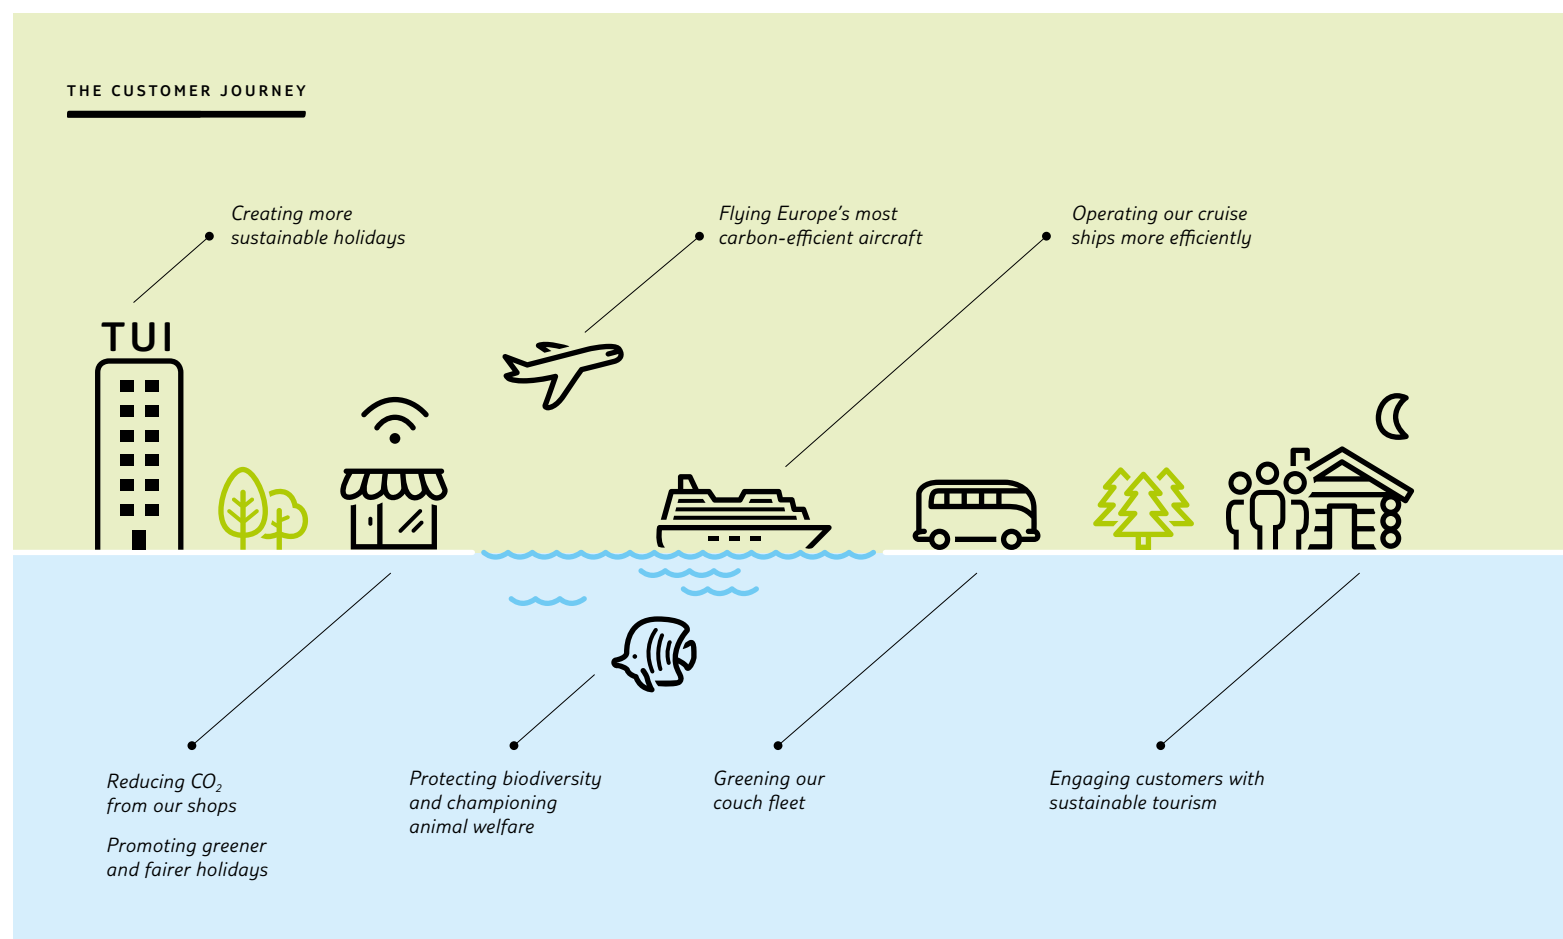 THE CUSTOMER JOURNEY
Creating more
sustainable holidays
Flying Europe's most
carbon-efficient aircraft
Operating our cruise
ships more efficiently
TUI
Reducing CO₂
from our shops
Promoting greener
and fairer holidays
Protecting biodiversity
and championing
animal welfare
Greening our
couch fleet
Engaging customers with
sustainable tourism